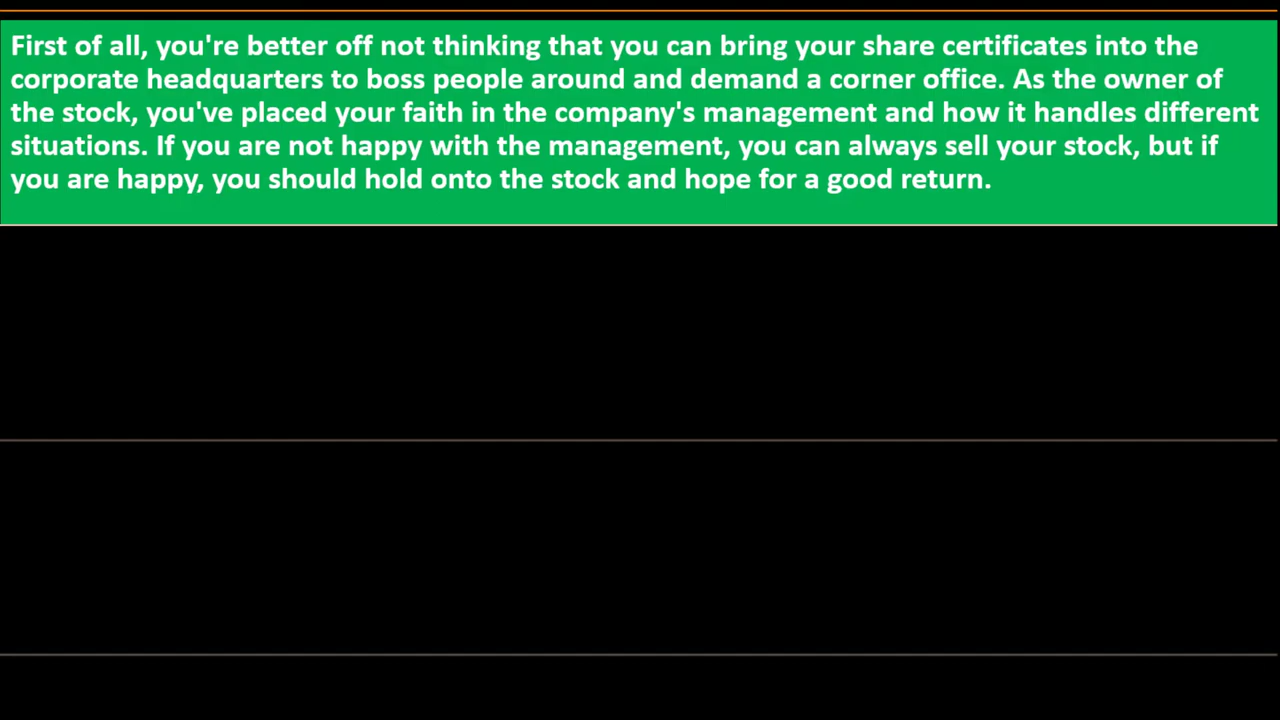 First of all, you're better off not thinking that you can bring your share certificates into the
corporate headquarters to boss people around and demand a corner office. As the owner of
the stock, you've placed your faith in the company's management and how it handles different
situations. If you are not happy with the management, you can always sell your stock, but if
you are happy, you should hold onto the stock and hope for a good return.